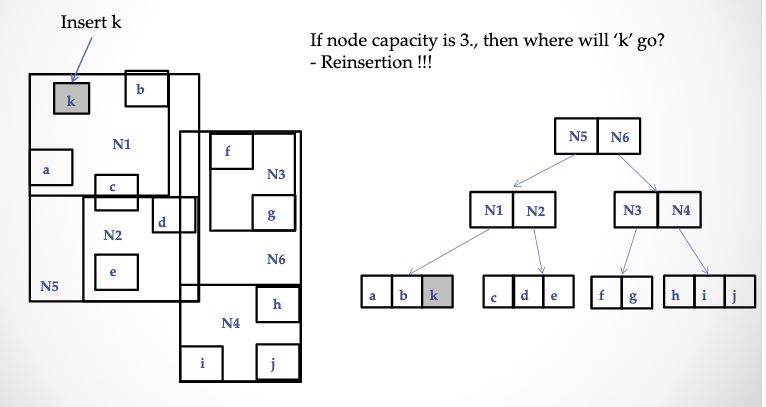 Insert k
If node capacity is 3., then where will ‘k’ go?
- Reinsertion !!!
k
b
N1
a
c
N2
d
e
N5
f
N3
g
N6
h
N4
i
j
N5 N6
N1 N2
N3 N4
a b k
c d e
f g
h i j